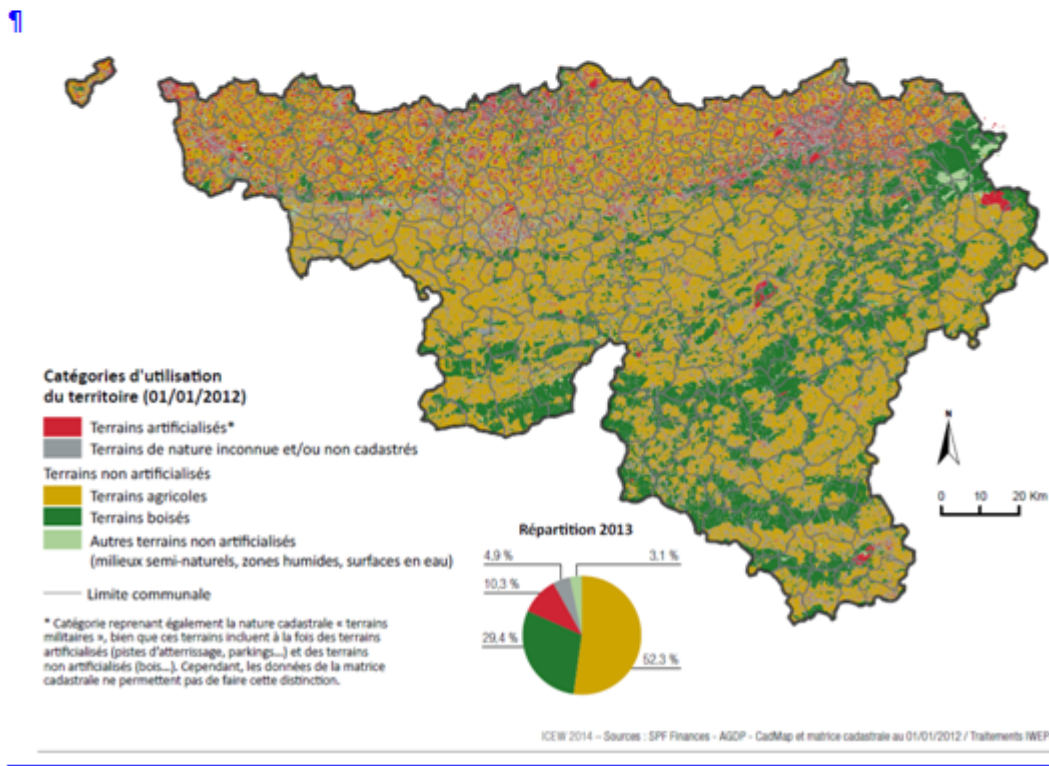 ¶
Catégories d'utilisation
du territoire (01/01/2012)
Terrains artificialisés*
Terrains de nature inconnue et/ou non cadastrés
Terrains non artificialisés
Terrains agricoles
Terrains boisés
Autres terrains non artificialisés
(milieux semi-naturels, zones humides, surfaces en eau)
Limite communale
* Catégorie reprenant également la nature cadastrale « terrains
militaires », bien que ces terrains incluent à la fois des terrains
artificialisés (pistes d'atterrissage, parkings...) et des terrains
non artificialisés (bois...). Cependant, les données de la matrice
cadastrale ne permettent pas de faire cette distinction.
Répartition 2013
4,9 %
3.1 %
10,3 %
29,4 %
52.3 %
N
0 10 20 Km
ICEW 2014 – Sources : SPF Finances - AGDP - CadMap et matrice cadastrale au 01/01/2012 / Traitements IWEP